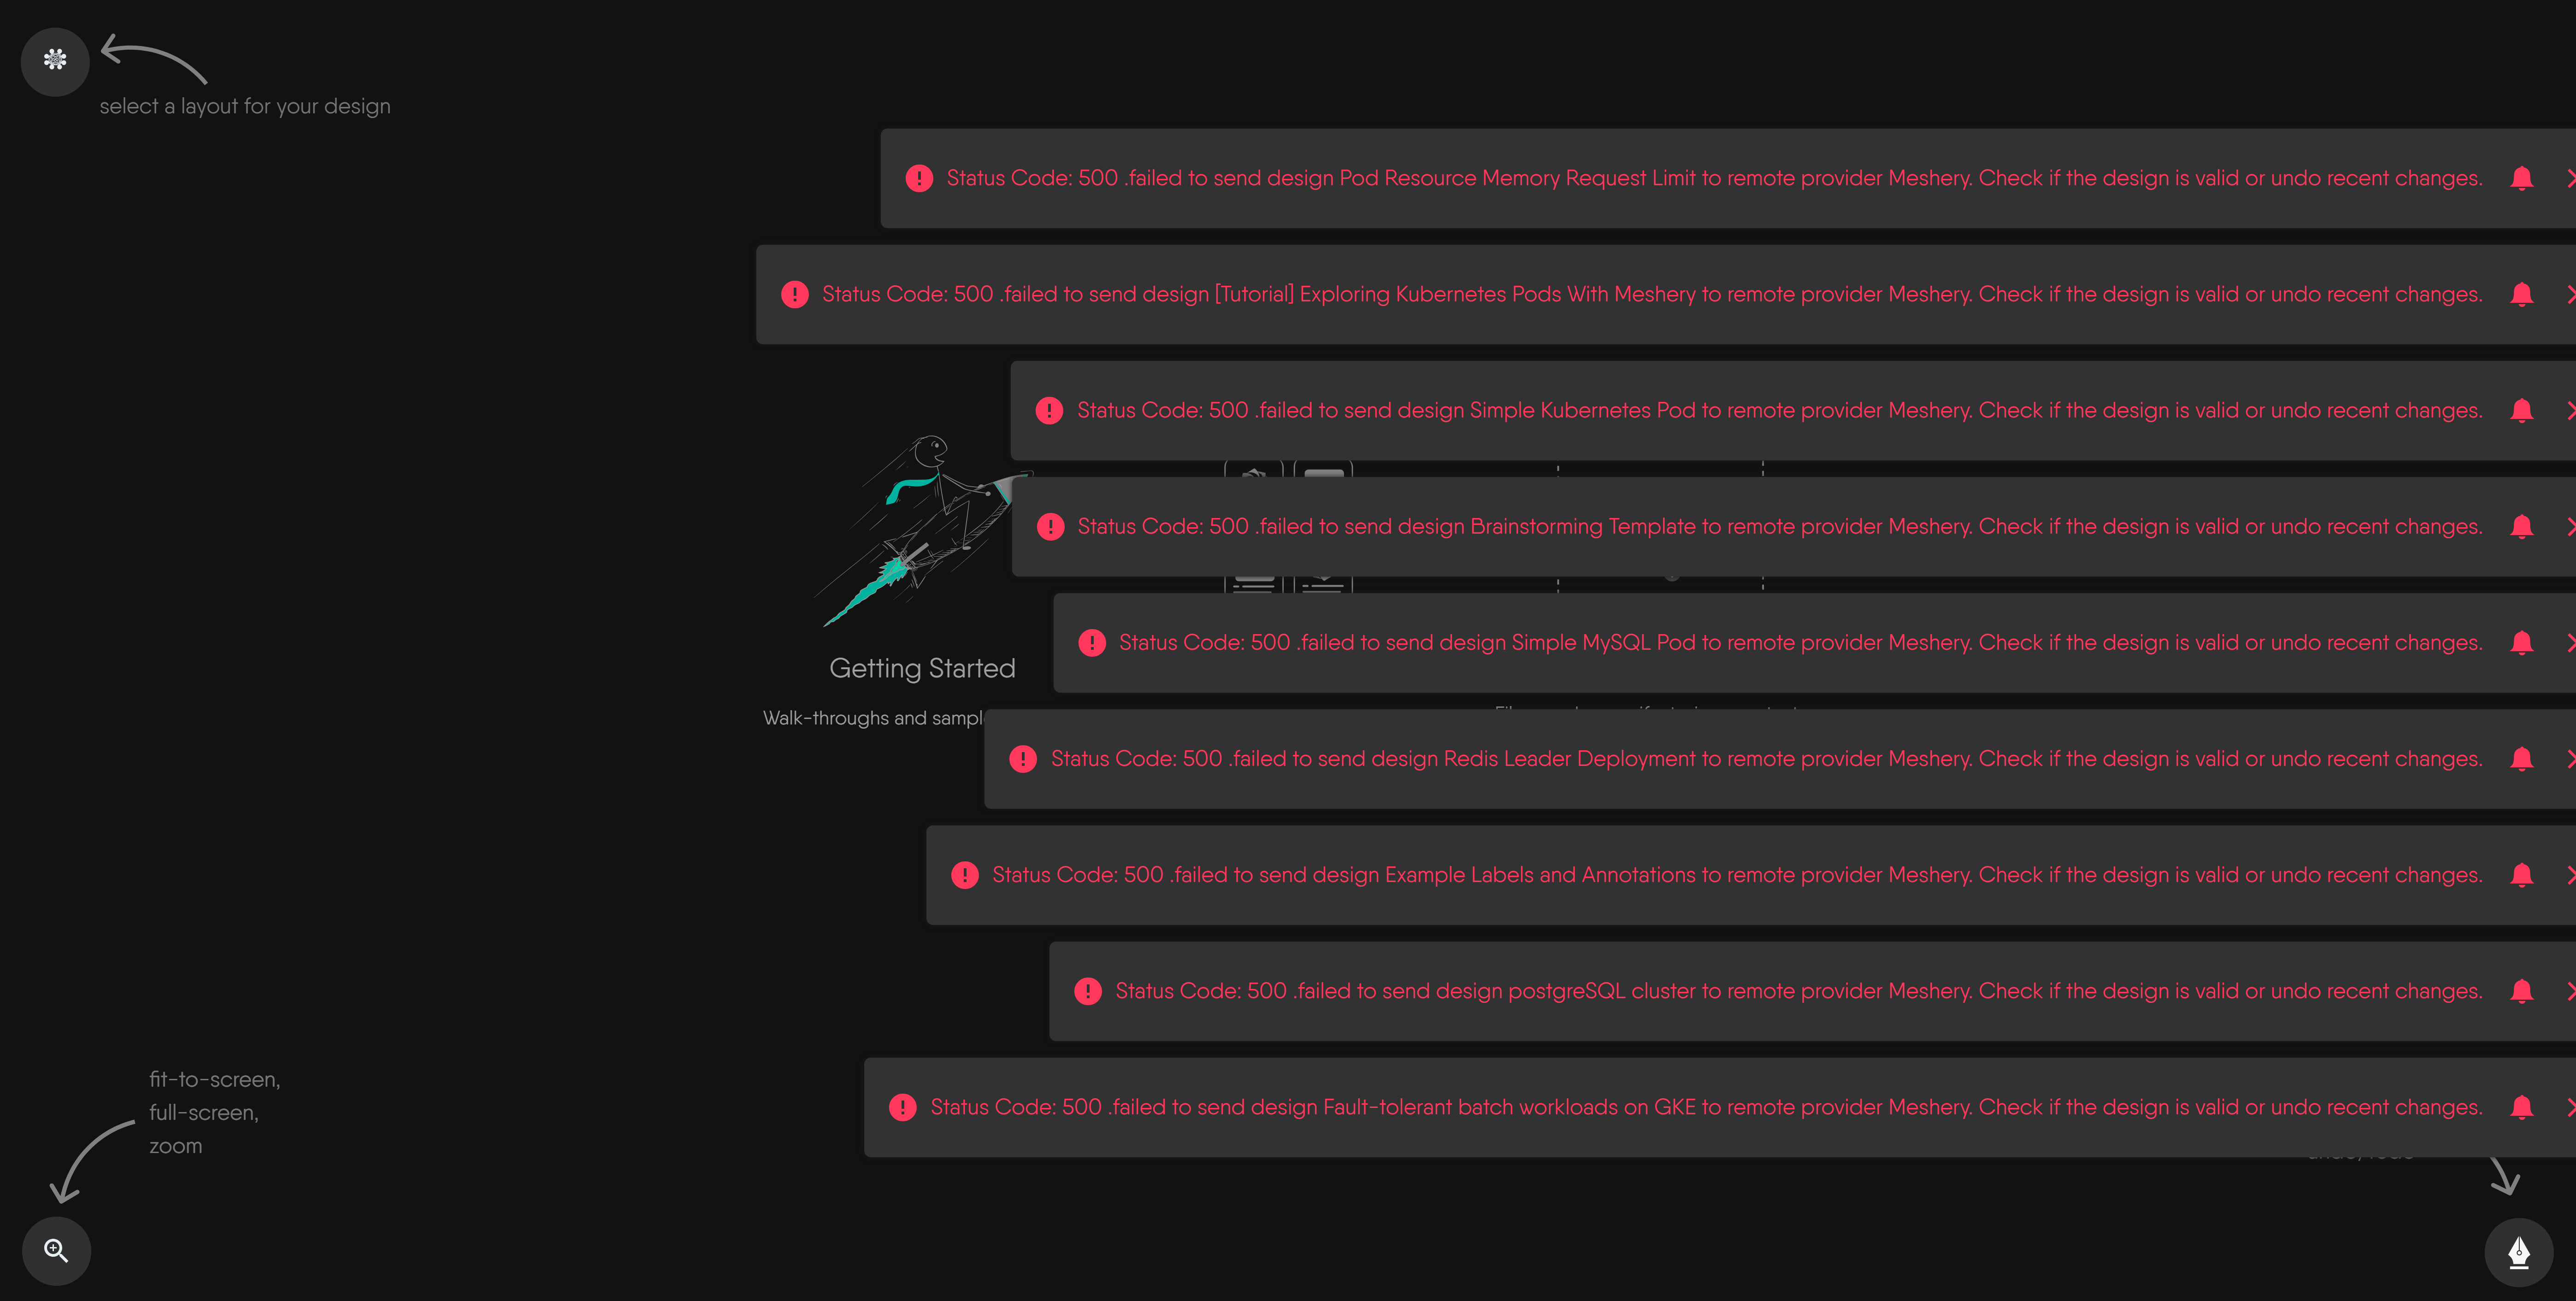 select a layout for your design
Status Code: 500 .failed to send design Pod Resource Memory Request Limit to remote provider Meshery. Check if the design is valid or undo recent changes.
Status Code: 500 .failed to send design [Tutorial] Exploring Kubernetes Pods With Meshery to remote provider Meshery. Check if the design is valid or undo recent changes.
Status Code: 500 .failed to send design Simple Kubernetes Pod to remote provider Meshery. Check if the design is valid or undo recent changes.
Status Code: 500 .failed to send design Brainstorming Template to remote provider Meshery. Check if the design is valid or undo recent changes.
Status Code: 500 .failed to send design Simple MySQL Pod to remote provider Meshery. Check if the design is valid or undo recent changes.
Getting Started
Walk-throughs and sampl
Status Code: 500 .failed to send design Redis Leader Deployment to remote provider Meshery. Check if the design is valid or undo recent changes.
Status Code: 500 .failed to send design Example Labels and Annotations to remote provider Meshery. Check if the design is valid or undo recent changes.
Status Code: 500 .failed to send design postgreSQL cluster to remote provider Meshery. Check if the design is valid or undo recent changes.
Status Code: 500 .failed to send design Fault-tolerant batch workloads on GKE to remote provider Meshery. Check if the design is valid or undo recent changes.
fit-to-screen,
full-screen,
zoom